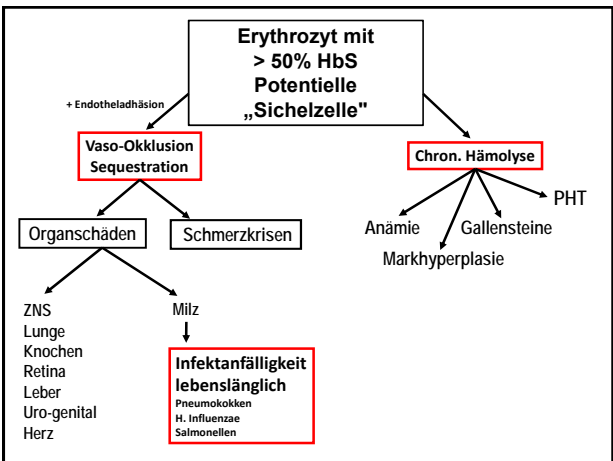 Erythrozyt mit
> 50% HbS
Potentielle
„Sichelzelle"
+ Endotheladhäsion
Vaso-Okklusion
Sequestration
Chron. Hämolyse
Organschäden
Schmerzkrisen
Anämie
Markhyperplasie
Gallensteine
PHT
ZNS
Lunge
Knochen
Retina
Leber
Uro-genital
Herz
Milz
Infektanfälligkeit
lebenslänglich
Pneumokokken
H. Influenzae
Salmonellen